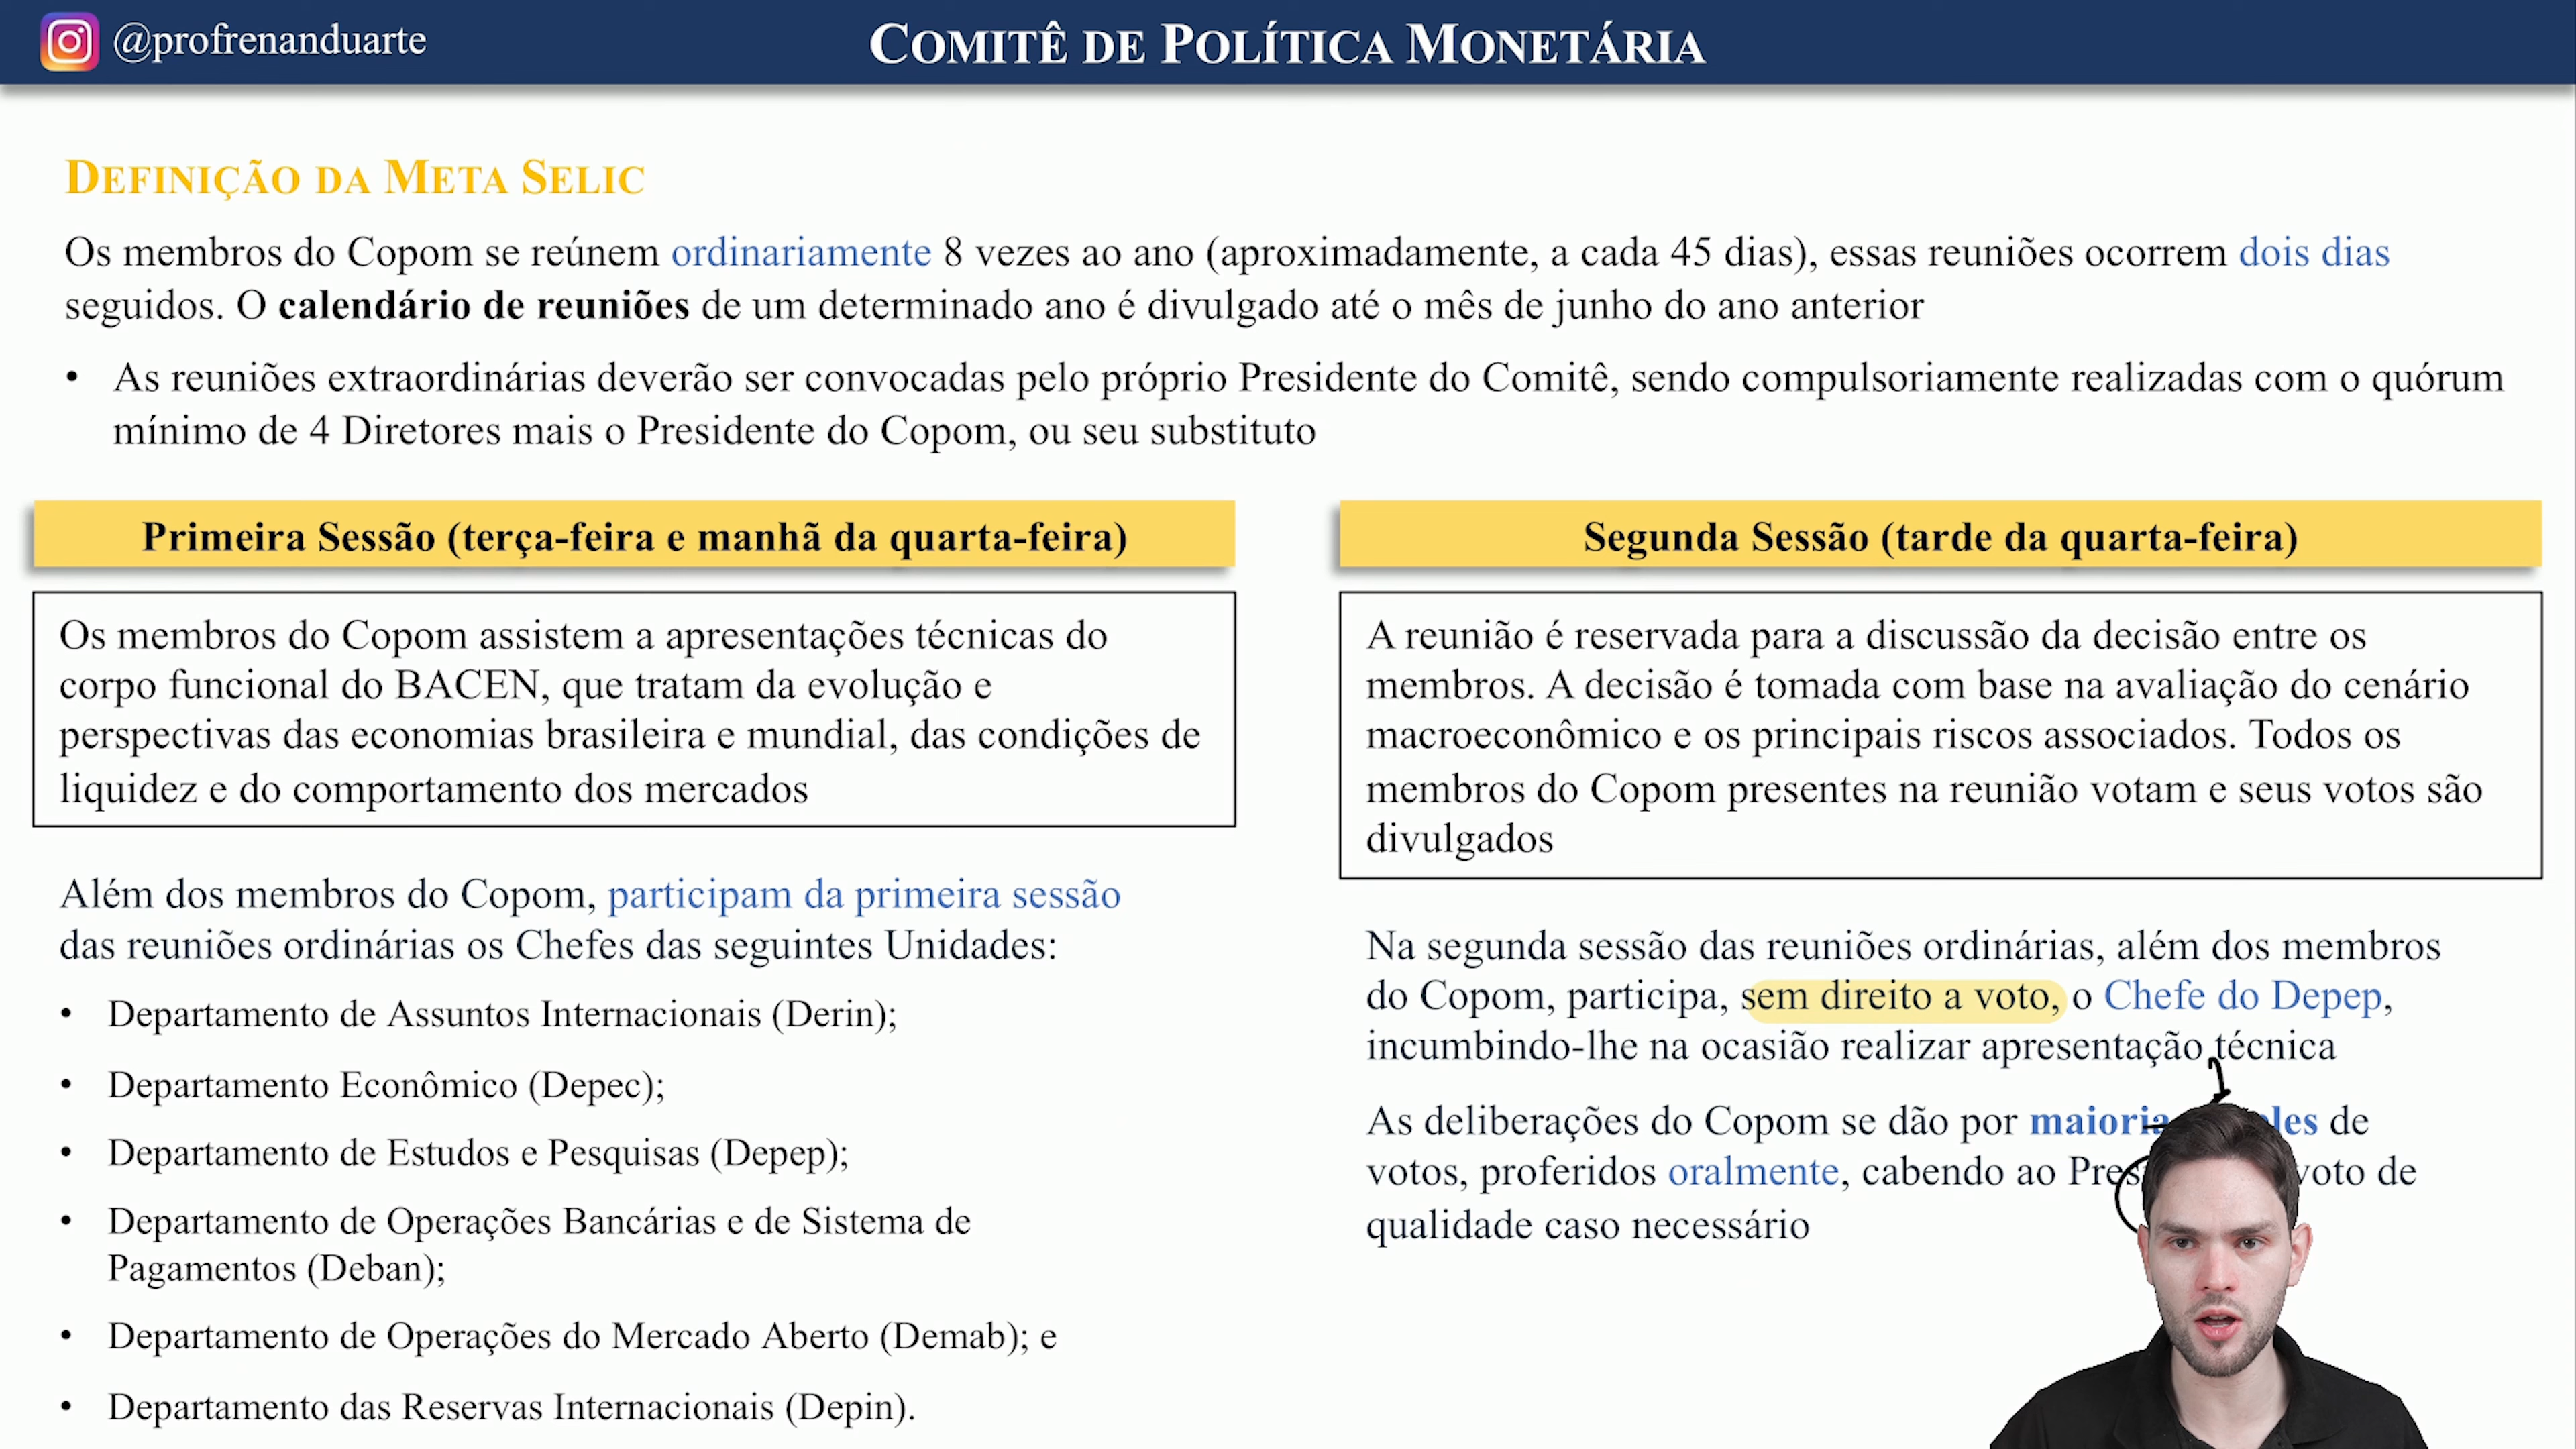 @profrenanduarte
COMITÊ DE POLÍTICA MONETÁRIA
DEFINIÇÃO DA META SELIC
Os membros do Copom se reúnem ordinariamente 8 vezes ao ano (aproximadamente, a cada 45 dias), essas reuniões ocorrem dois dias
seguidos. O calendário de reuniões de um determinado ano é divulgado até o mês de junho do ano anterior
• As reuniões extraordinárias deverão ser convocadas pelo próprio Presidente do Comitê, sendo compulsoriamente realizadas com o quórum
mínimo de 4 Diretores mais o Presidente do Copom, ou seu substituto
Primeira Sessão (terça-feira e manhã da quarta-feira)
Os membros do Copom assistem a apresentações técnicas do
corpo funcional do BACEN, que tratam da evolução e
perspectivas das economias brasileira e mundial, das condições de
liquidez e do comportamento dos mercados
Além dos membros do Copom, participam da primeira sessão
das reuniões ordinárias os Chefes das seguintes Unidades:
• Departamento de Assuntos Internacionais (Derin);
• Departamento Econômico (Depec);
• Departamento de Estudos e Pesquisas (Depep);
• Departamento de Operações Bancárias e de Sistema de
Pagamentos (Deban);
• Departamento de Operações do Mercado Aberto (Demab); e
• Departamento das Reservas Internacionais (Depin).
Segunda Sessão (tarde da quarta-feira)
A reunião é reservada para a discussão da decisão entre os
membros. A decisão é tomada com base na avaliação do cenário
macroeconômico e os principais riscos associados. Todos os
membros do Copom presentes na reunião votam e seus votos são
divulgados
Na segunda sessão das reuniões ordinárias, além dos membros
do Copom, participa, sem direito a voto, o Chefe do Depep,
incumbindo-lhe na ocasião realizar apresentação técnica
As deliberações do Copom se dão por maioria de
votos, proferidos oralmente, cabendo ao voto de
qualidade caso necessário